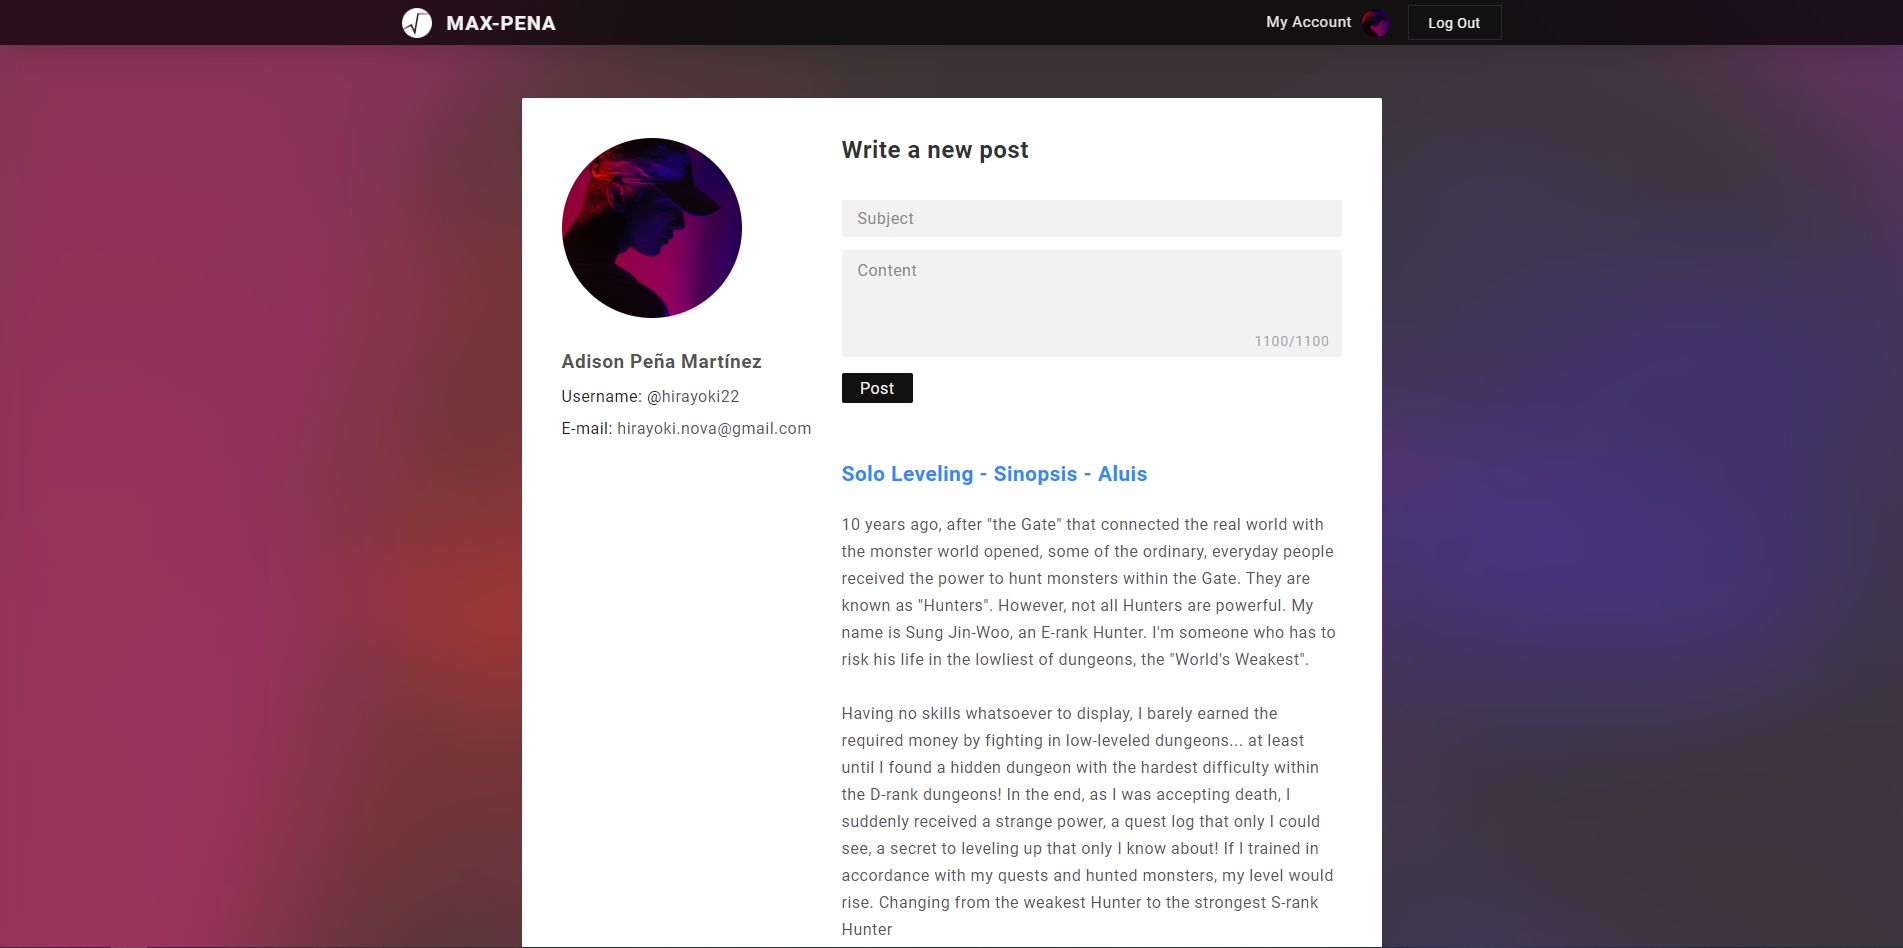 MAX-PENA
My Account
Log Out
Adison Peña Martínez
Username: @hirayoki22
E-mail: hirayoki.nova@gmail.com
Write a new post
Subject
Content
1100/1100
Post
Solo Leveling - Sinopsis - Aluis
10 years ago, after "the Gate" that connected the real world with
the monster world opened, some of the ordinary, everyday people
received the power to hunt monsters within the Gate. They are
known as "Hunters". However, not all Hunters are powerful. My
name is Sung Jin-Woo, an E-rank Hunter. I'm someone who has to
risk his life in the lowliest of dungeons, the "World's Weakest".
Having no skills whatsoever to display, I barely earned the
required money by fighting in low-leveled dungeons... at least
until I found a hidden dungeon with the hardest difficulty within
the D-rank dungeons! In the end, as I was accepting death, I
suddenly received a strange power, a quest log that only I could
see, a secret to leveling up that only I know about! If I trained in
accordance with my quests and hunted monsters, my level would
rise. Changing from the weakest Hunter to the strongest S-rank
Hunter